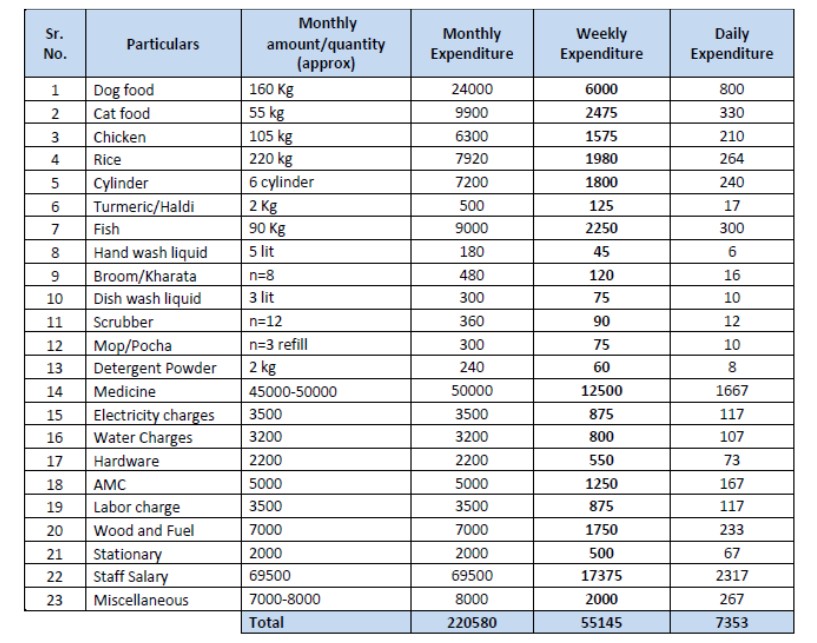 Sr. No. Particulars Monthly amount/quantity (approx) Monthly Expenditure Weekly Expenditure Daily Expenditure
1 Dog food 160 Kg 24000 6000 800
2 Cat food 55 kg 9900 2475 330
3 Chicken 105 kg 6300 1575 210
4 Rice 220 kg 7920 1980 264
5 Cylinder 6 cylinder 7200 1800 240
6 Turmeric/Haldi 2 Kg 500 125 17
7 Fish 90 Kg 9000 2250 300
8 Hand wash liquid 5 lit 180 45 6
9 Broom/Kharata n=8 480 120 16
10 Dish wash liquid 3 lit 300 75 10
11 Scrubber n=12 360 90 12
12 Mop/Pocha n=3 refill 300 75 10
13 Detergent Powder 2 kg 240 60 8
14 Medicine 45000-50000 50000 12500 1667
15 Electricity charges 3500 3500 875 117
16 Water Charges 3200 3200 800 107
17 Hardware 2200 2200 550 73
18 AMC 5000 5000 1250 167
19 Labor charge 3500 3500 875 117
20 Wood and Fuel 7000 7000 1750 233
21 Stationary 2000 2000 500 67
22 Staff Salary 69500 69500 17375 2317
23 Miscellaneous 7000-8000 8000 2000 267
Total 220580 55145 7353